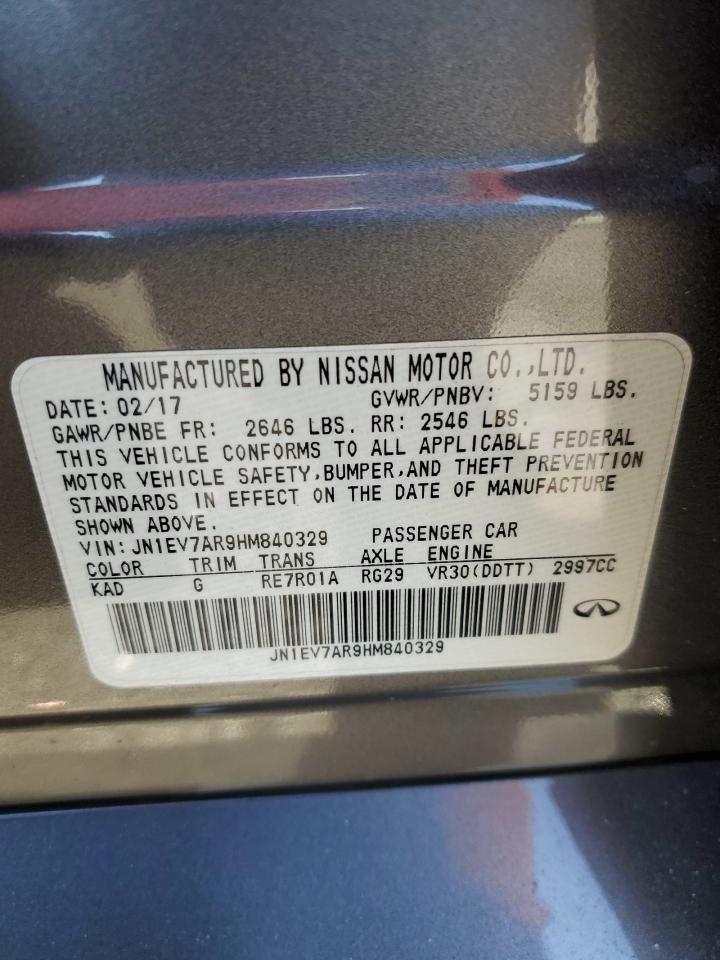 MANUFACTURED BY NISSAN MOTOR CO.,LTD.
DATE: 02/17 GVWR/PNBV: 5159 LBS.
GAWR/PNBE FR: 2646 LBS. RR: 2546 LBS.
THIS VEHICLE CONFORMS TO ALL APPLICABLE FEDERAL
MOTOR VEHICLE SAFETY,BUMPER,AND THEFT PREVENTION
STANDARDS IN EFFECT ON THE DATE OF MANUFACTURE
SHOWN ABOVE.
VIN: JN1EV7AR9HM840329 PASSENGER CAR
COLOR TRIM TRANS AXLE ENGINE
KAD G RE7R01A RG29 VR30(DDTT) 2997CC
JN1EV7AR9HM840329